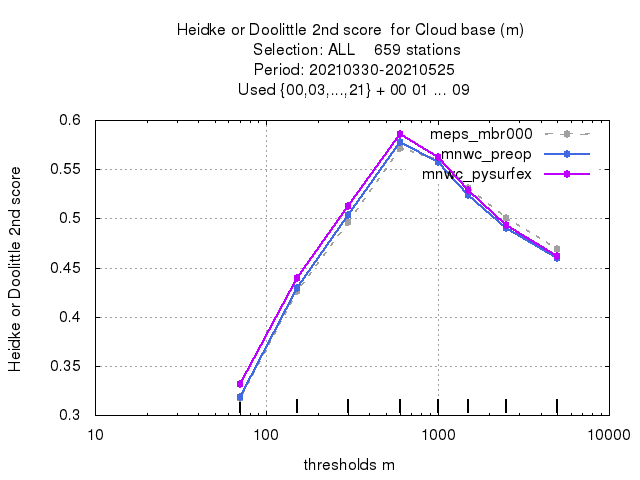 Heidke or Doolittle 2nd score  for Cloud base (m)
Selection: ALL    659 stations
Period: 20210330-20210525
Used {00,03,...,21} + 00 01 ... 09
Heidke or Doolittle 2nd score
0.6
0.55
0.5
0.45
0.4
0.35
0.3
meps_mbr000
mnwc_preop
mnwc_pysurfex
10
100
1000
10000
thresholds m